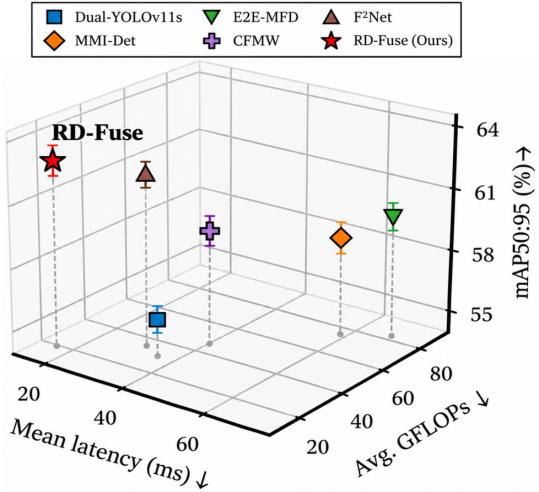 Dual-YOLOv11s E2E-MFD F²Net
MMI-Det CFMW RD-Fuse (Ours)
RD-Fuse
64
61
58
55
mAP50:95 (%)→
20
40
60
Mean latency (ms) ↓
20
40
60
80
Avg. GFLOPs ↓